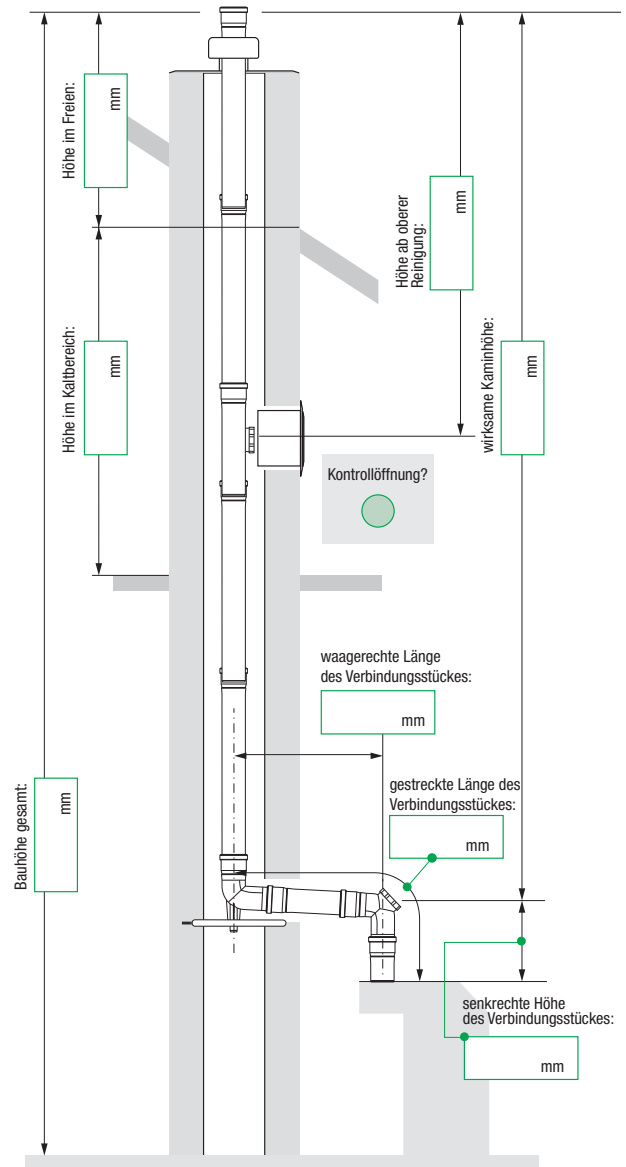 Höhe im Freien:
mm
Höhe ab oberer
Reinigung:
mm
Höhe im Kaltbereich:
mm
wirksame Kaminhöhe:
mm
Kontrollöffnung?
waagerechte Länge
des Verbindungsstückes:
mm
gestreckte Länge des
Verbindungsstückes:
mm
Bauhöhe gesamt:
mm
senkrechte Höhe
des Verbindungsstückes:
mm